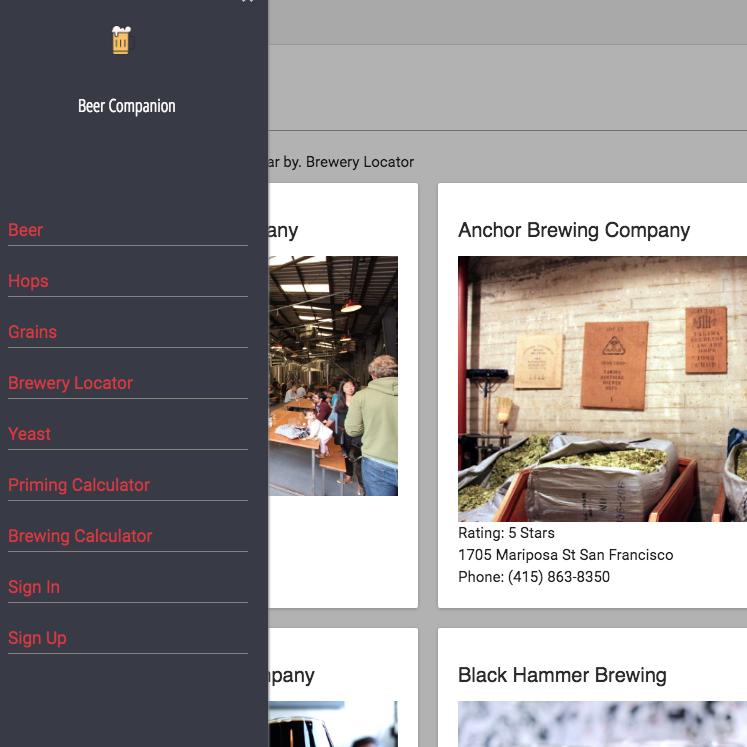 Beer Companion
Beer
Hops
Grains
Brewery Locator
Yeast
Priming Calculator
Brewing Calculator
Sign In
Sign Up
ar by. Brewery Locator
any
Anchor Brewing Company
Rating: 5 Stars
1705 Mariposa St San Francisco
Phone: (415) 863-8350
pany
Black Hammer Brewing